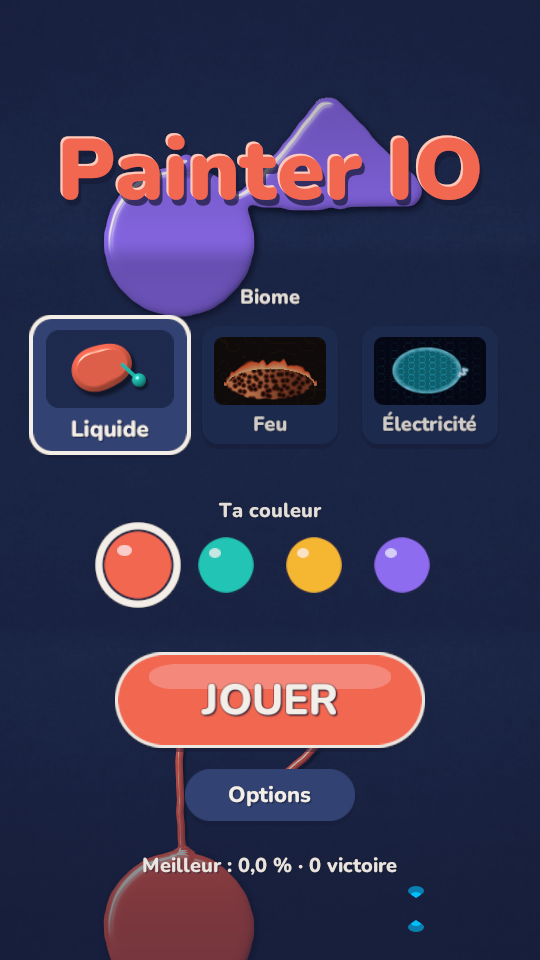 Painter IO
Biome
Liquide
Feu
Électricité
Ta couleur
JOUER
Options
Meilleur : 0,0 % · 0 victoire